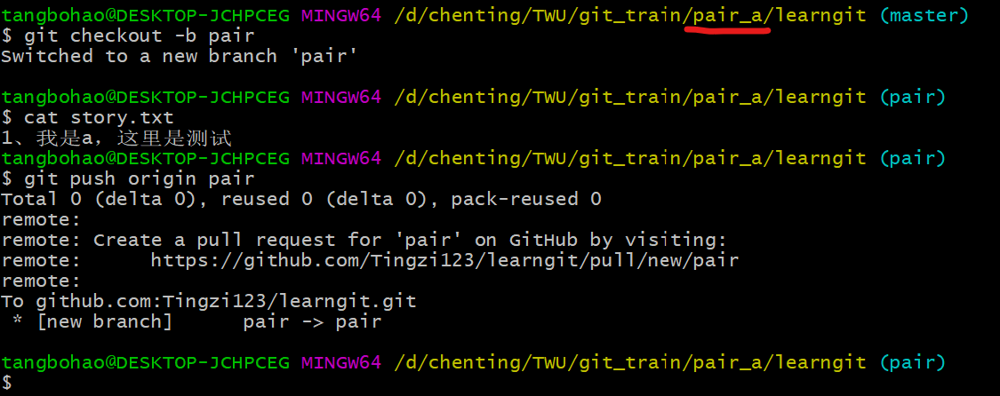 tangbohao@DESKTOP-JCHPCEG MINGW64 /d/chenting/TWU/git_train/pair_a/learngit (master)
$ git checkout -b pair
Switched to a new branch 'pair'
tangbohao@DESKTOP-JCHPCEG MINGW64 /d/chenting/TWU/git_train/pair_a/learngit (pair)
$ cat story.txt
1、我是a，这里是测试
tangbohao@DESKTOP-JCHPCEG MINGW64 /d/chenting/TWU/git_train/pair_a/learngit (pair)
$ git push origin pair
Total 0 (delta 0), reused 0 (delta 0), pack-reused 0
remote:
remote: Create a pull request for 'pair' on GitHub by visiting:
remote:      https://github.com/Tingzi123/learngit/pull/new/pair
remote:
To github.com:Tingzi123/learngit.git
 * [new branch]      pair -> pair
tangbohao@DESKTOP-JCHPCEG MINGW64 /d/chenting/TWU/git_train/pair_a/learngit (pair)
$